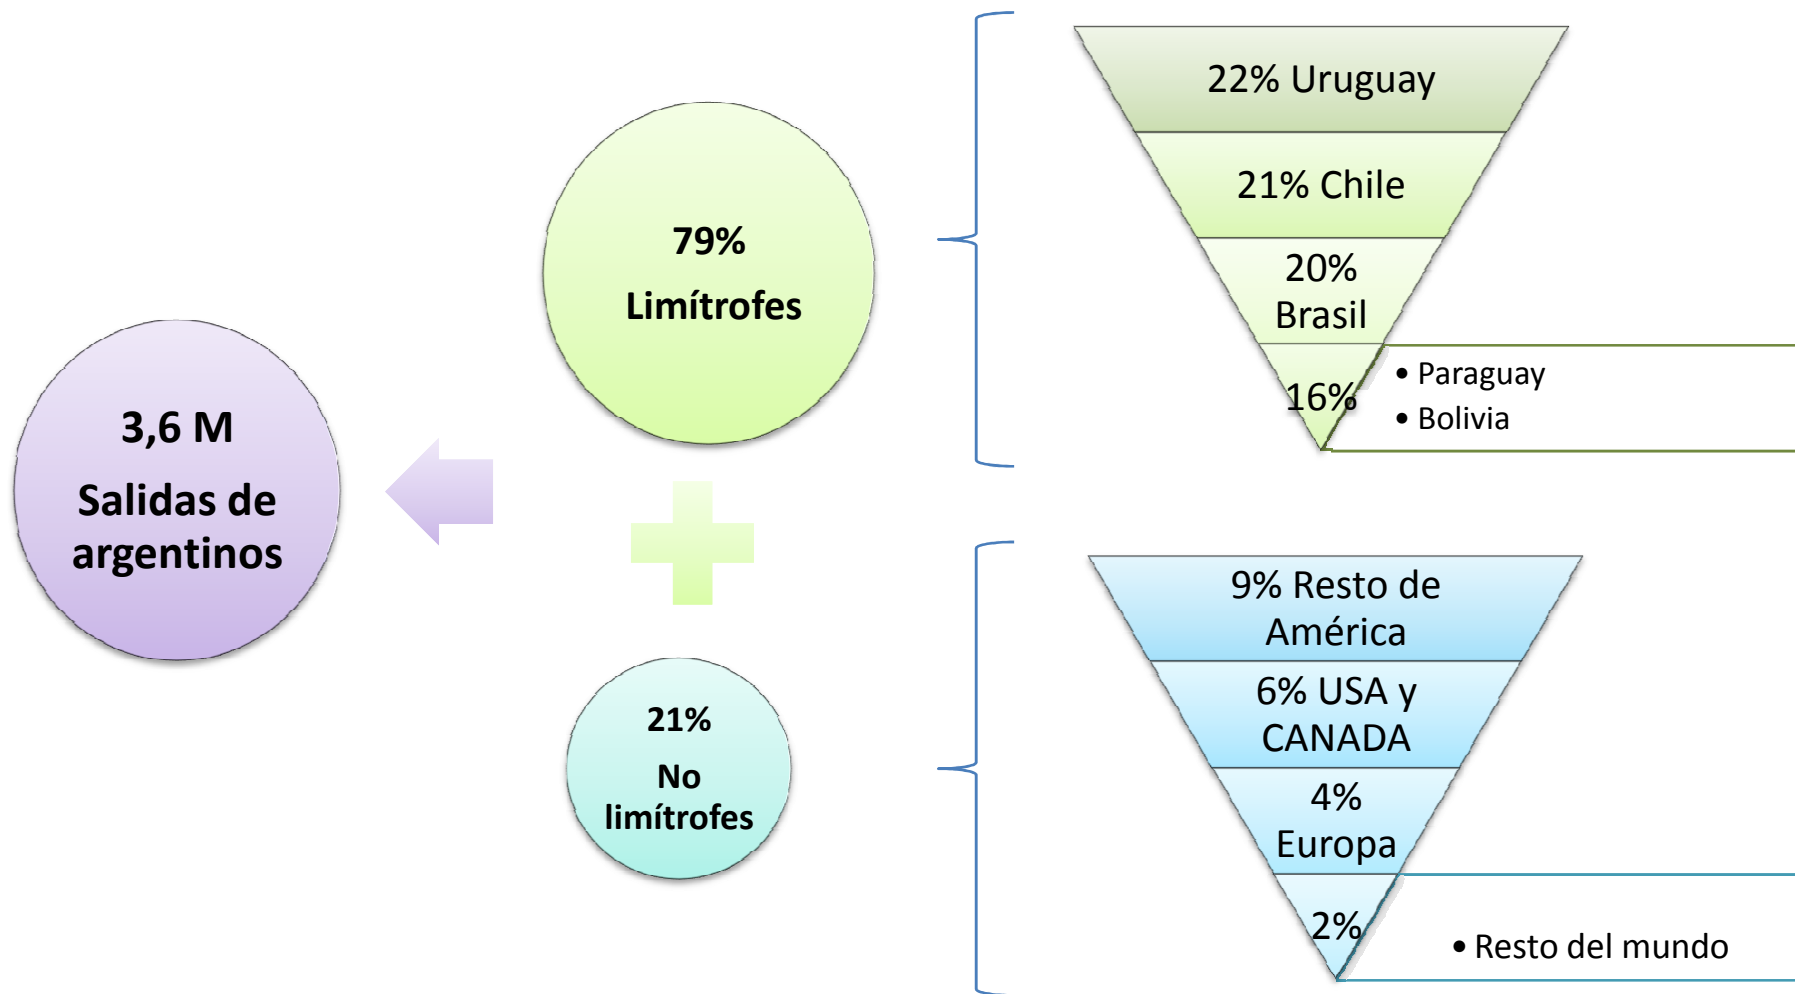 3,6 M
Salidas de
argentinos
79%
Limítrofes
21%
No
limítrofes
22% Uruguay
21% Chile
20%
Brasil
16%
• Paraguay
• Bolivia
9% Resto de
América
6% USA y
CANADA
4%
Europa
2%
• Resto del mundo